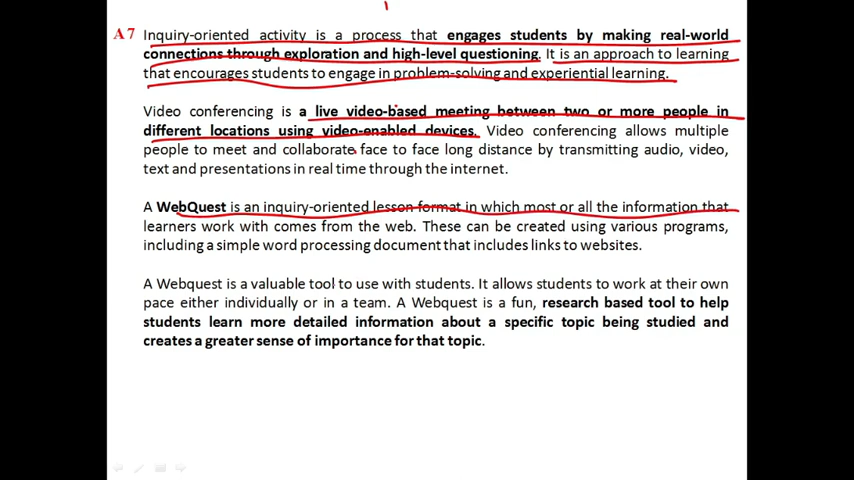 A7 Inquiry-oriented activity is a process that engages students by making real-world
connections through exploration and high-level questioning. It is an approach to learning
that encourages students to engage in problem-solving and experiential learning.
Video conferencing is a live video-based meeting between two or more people in
different locations using video-enabled devices. Video conferencing allows multiple
people to meet and collaborate face to face long distance by transmitting audio, video,
text and presentations in real time through the internet.
A WebQuest is an inquiry-oriented lesson format in which most or all the information that
learners work with comes from the web. These can be created using various programs,
including a simple word processing document that includes links to websites.
A Webquest is a valuable tool to use with students. It allows students to work at their own
pace either individually or in a team. A Webquest is a fun, research based tool to help
students learn more detailed information about a specific topic being studied and
creates a greater sense of importance for that topic.